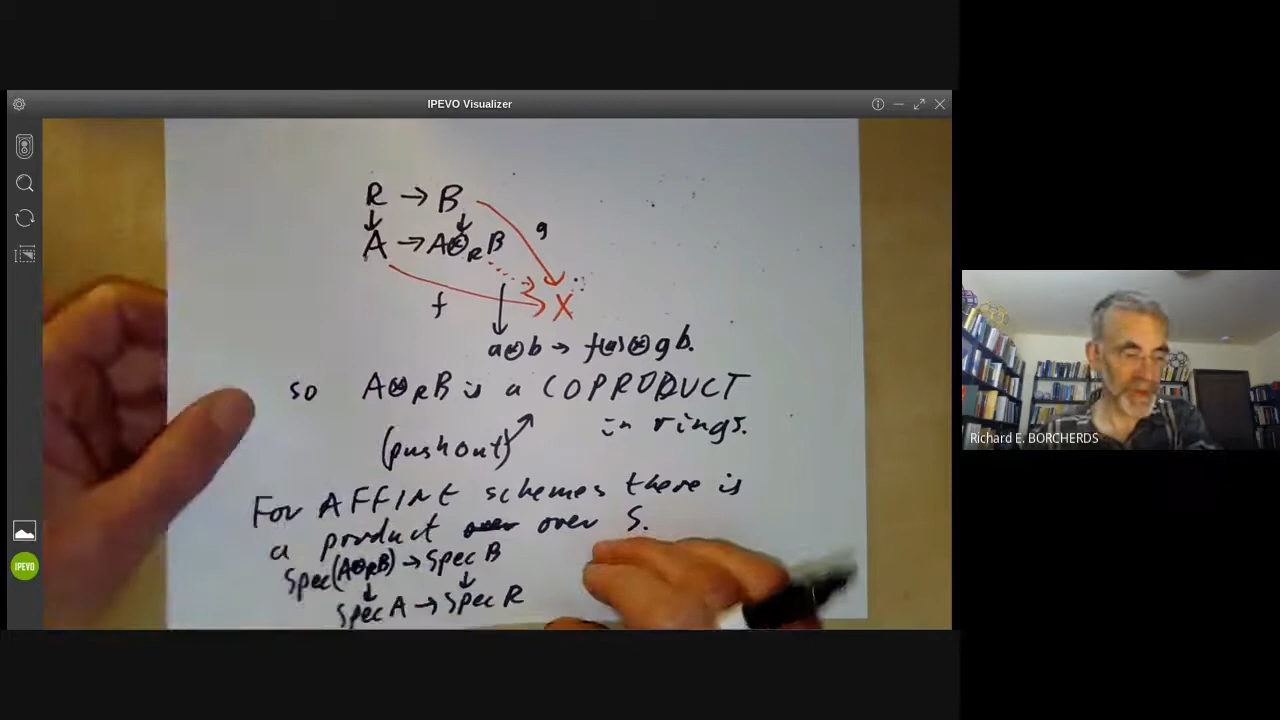 IPEVO Visualizer
R → B
g
A → A⊗_R B
f
X
a⊗b → f(a)⊗gb.
so A⊗_R B is a COPRODUCT
in rings.
(pushout)
For AFFINE schemes there is
a product over S.
Spec(A⊗_R B) → Spec B
Spec A → Spec R
Richard E. BORCHERDS
IPEVO